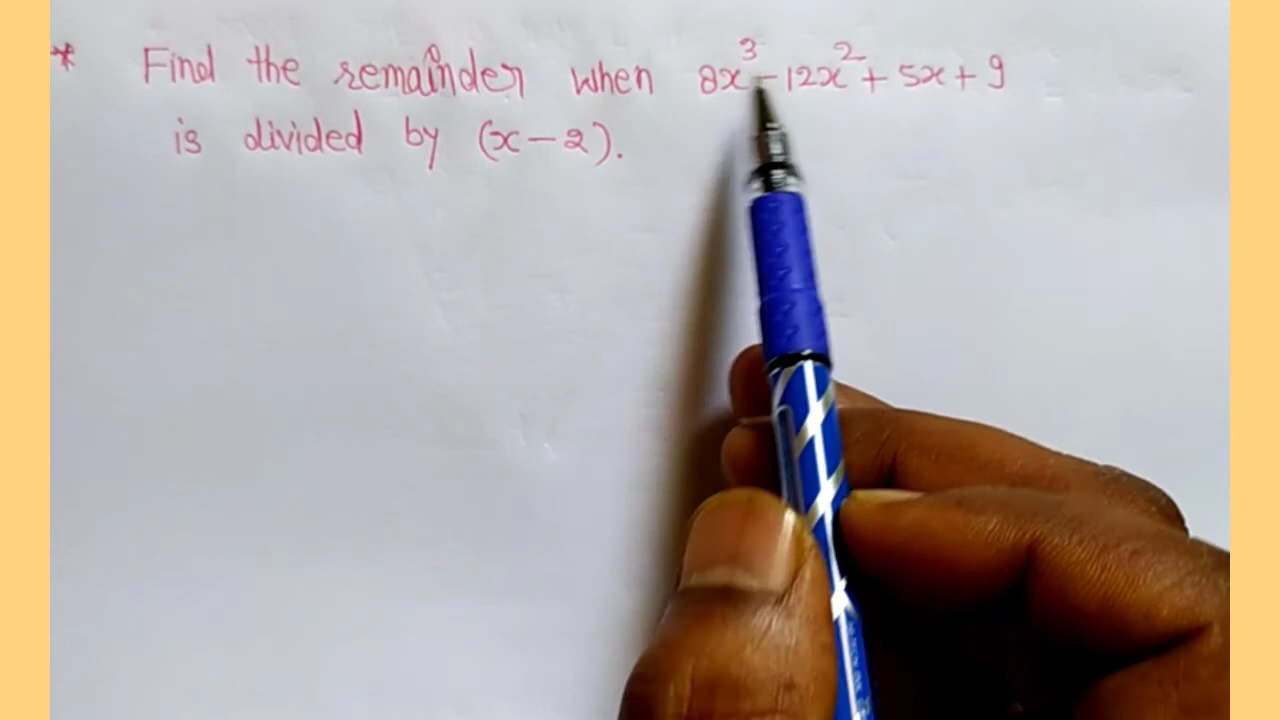 * Find the remainder when 8x³ - 12x² + 5x + 9
is divided by (x - 2).